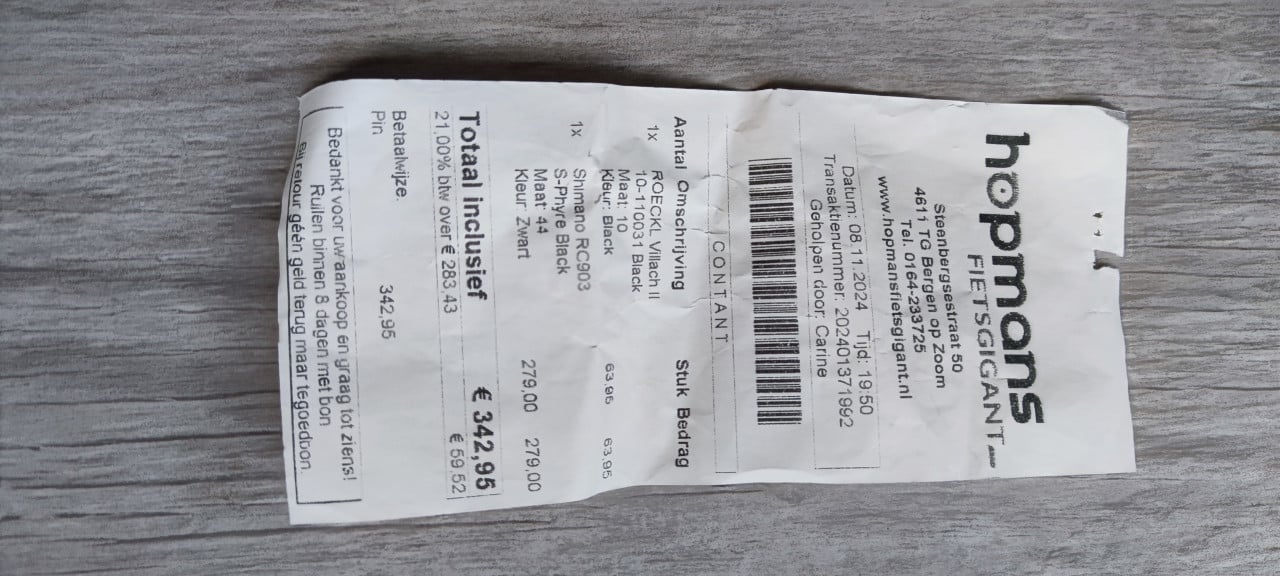 hopmans
FIETSGIGANT
Steenbergsestraat 50
4611 TG Bergen op Zoom
Tel. 0164-233725
www.hopmansfietsgigant.nl
Datum: 08.11.2024 Tijd: 19:50
Transaktienummer. 202401371992
Geholpen door: Carine
CONTANT
Aantal Omschrijving Stuk Bedrag
1x ROECKL Villach II
10-110031 Black
Maat: 10
Kleur: Black 63.95 63.95
1x Shimano RC903
S-Phyre Black
Maat 44
Kleur: Zwart 279,00 279,00
Totaal inclusief € 342,95
21,00% btw over € 283,43 € 59,52
Betaalwijze.
Pin 342,95
Bedankt voor uw aankoop en graag tot ziens!
Ruilen binnen 8 dagen met bon
Bij retour géén geld terug maar tegoedbon.